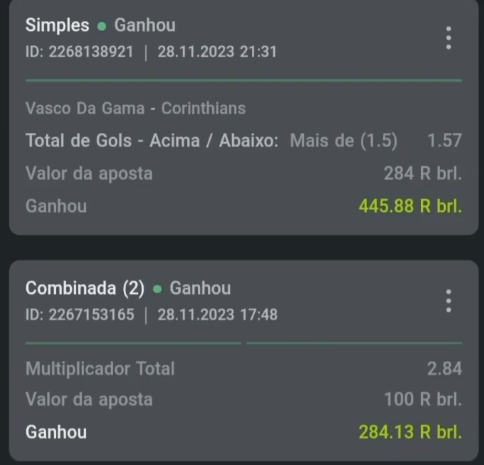 Simples • Ganhou
ID: 2268138921 | 28.11.2023 21:31
Vasco Da Gama - Corinthians
Total de Gols - Acima / Abaixo: Mais de (1.5) 1.57
Valor da aposta 284 R brl.
Ganhou 445.88 R brl.
Combinada (2) • Ganhou
ID: 2267153165 | 28.11.2023 17:48
Multiplicador Total 2.84
Valor da aposta 100 R brl.
Ganhou 284.13 R brl.